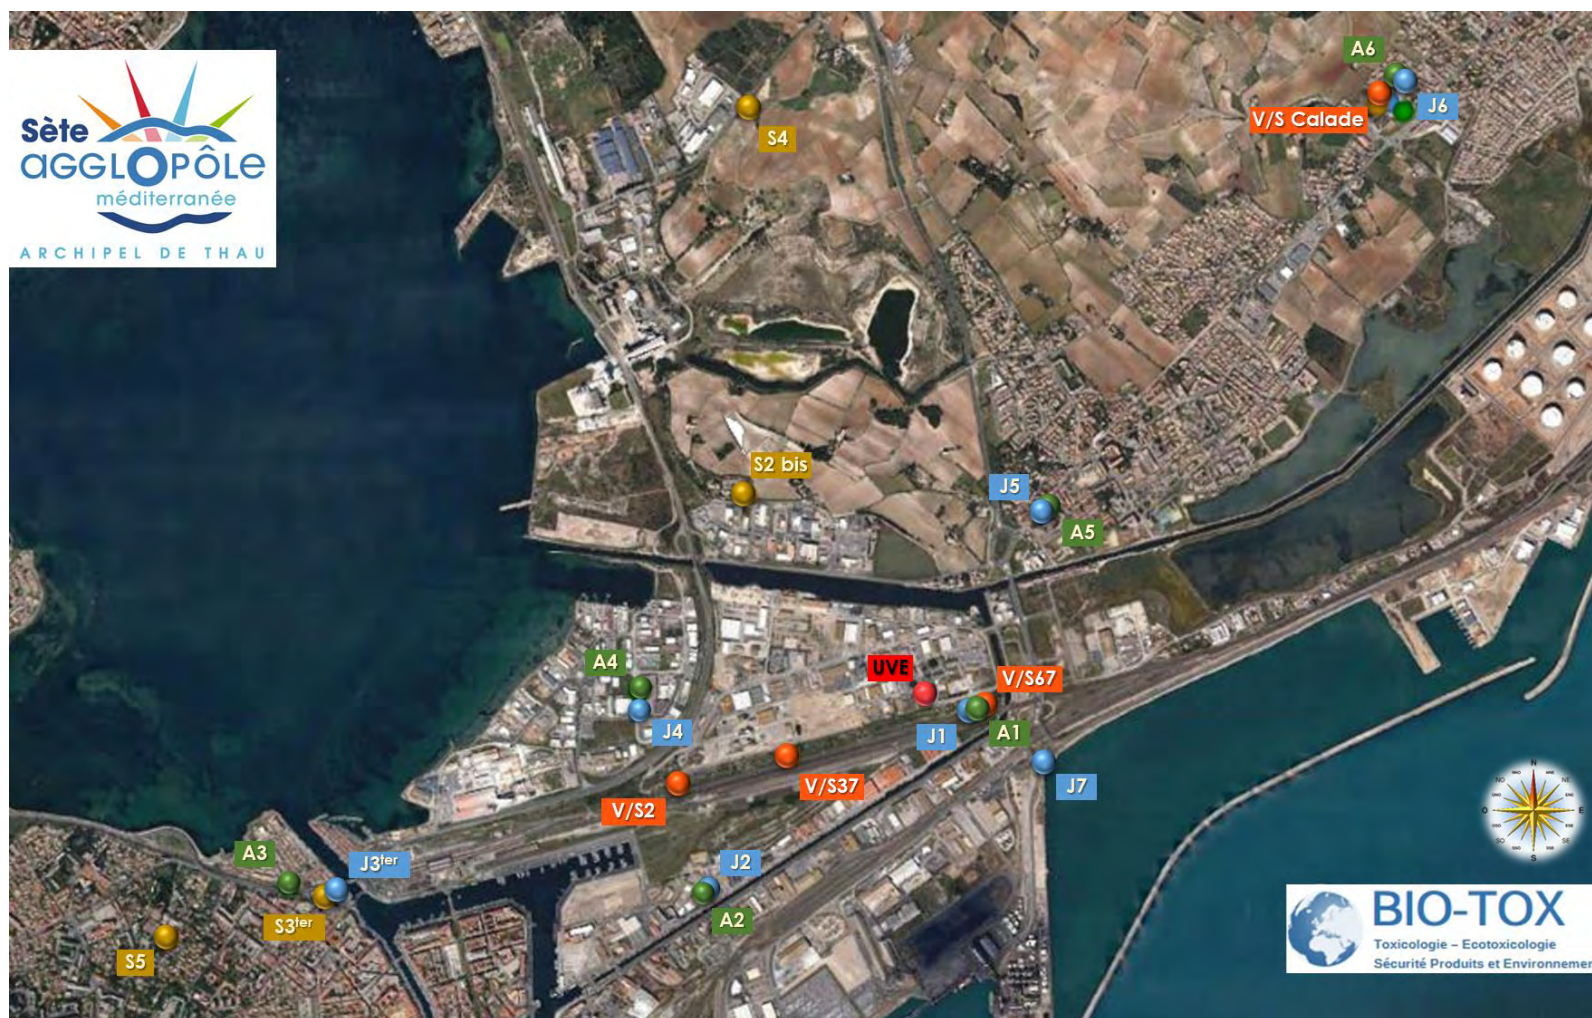 Sète
aGGLOPÔLE
méditerranée
ARCHIPEL DE THAU
A6
J6
V/S Calade
S4
S2 bis
J5
A5
A4
UVE
V/S67
J4
J1
A1
J7
V/S37
V/S2
A3
J3ter
J2
S3ter
A2
S5
N
E
S
O
BIO-TOX
Toxicologie – Ecotoxicologie
Sécurité Produits et Environnemen